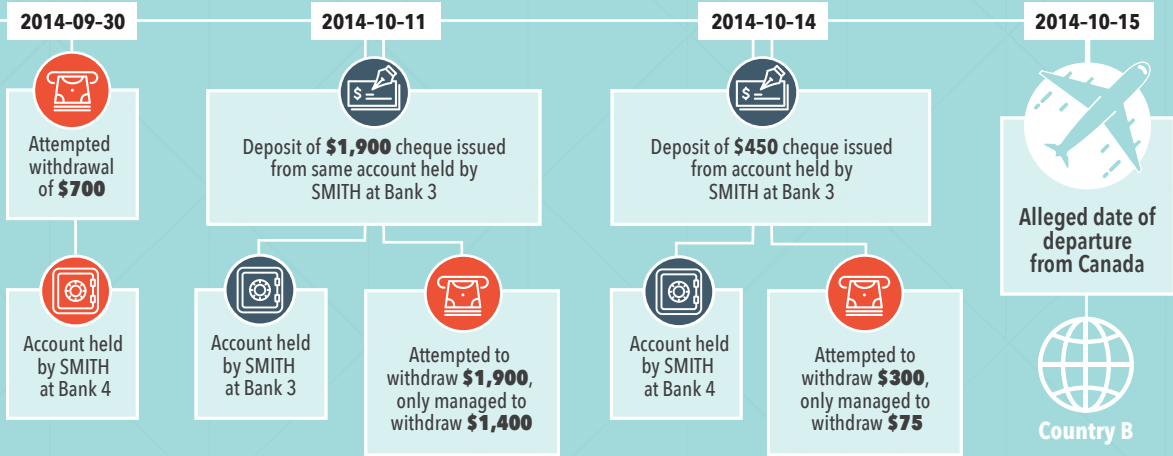 2014-09-30
Attempted
withdrawal
of $700
Account held
by SMITH
at Bank 4
2014-10-11
$
Deposit of $1,900 cheque issued
from same account held by
SMITH at Bank 3
Account held
by SMITH
at Bank 3
Attempted to
withdraw $1,900,
only managed to
withdraw $1,400
2014-10-14
$
Deposit of $450 cheque issued
from account held by
SMITH at Bank 3
Account held
by SMITH
at Bank 4
Attempted to
withdraw $300,
only managed to
withdraw $75
2014-10-15
Alleged date of
departure
from Canada
Country B